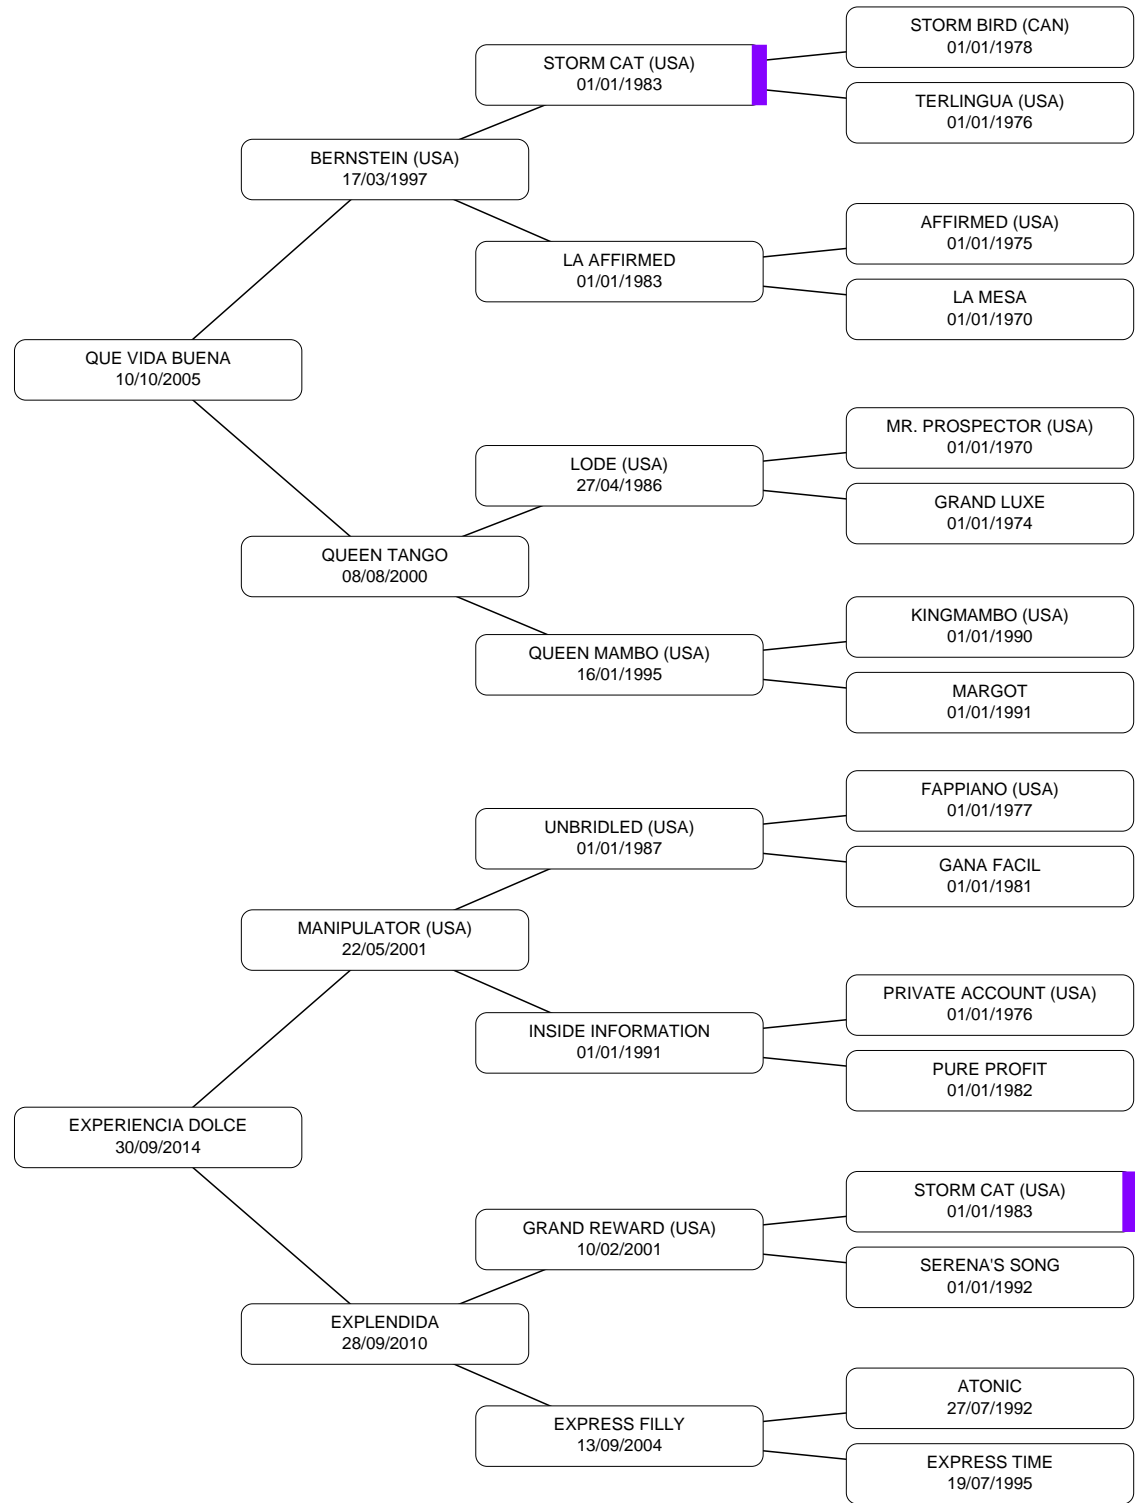 STORM BIRD (CAN)
01/01/1978
STORM CAT (USA)
01/01/1983
TERLINGUA (USA)
01/01/1976
BERNSTEIN (USA)
17/03/1997
AFFIRMED (USA)
01/01/1975
LA AFFIRMED
01/01/1983
LA MESA
01/01/1970
QUE VIDA BUENA
10/10/2005
MR. PROSPECTOR (USA)
01/01/1970
LODE (USA)
27/04/1986
GRAND LUXE
01/01/1974
QUEEN TANGO
08/08/2000
KINGMAMBO (USA)
01/01/1990
QUEEN MAMBO (USA)
16/01/1995
MARGOT
01/01/1991
FAPPIANO (USA)
01/01/1977
UNBRIDLED (USA)
01/01/1987
GANA FACIL
01/01/1981
MANIPULATOR (USA)
22/05/2001
PRIVATE ACCOUNT (USA)
01/01/1976
INSIDE INFORMATION
01/01/1991
PURE PROFIT
01/01/1982
EXPERIENCIA DOLCE
30/09/2014
STORM CAT (USA)
01/01/1983
GRAND REWARD (USA)
10/02/2001
SERENA'S SONG
01/01/1992
EXPLENDIDA
28/09/2010
ATONIC
27/07/1992
EXPRESS FILLY
13/09/2004
EXPRESS TIME
19/07/1995